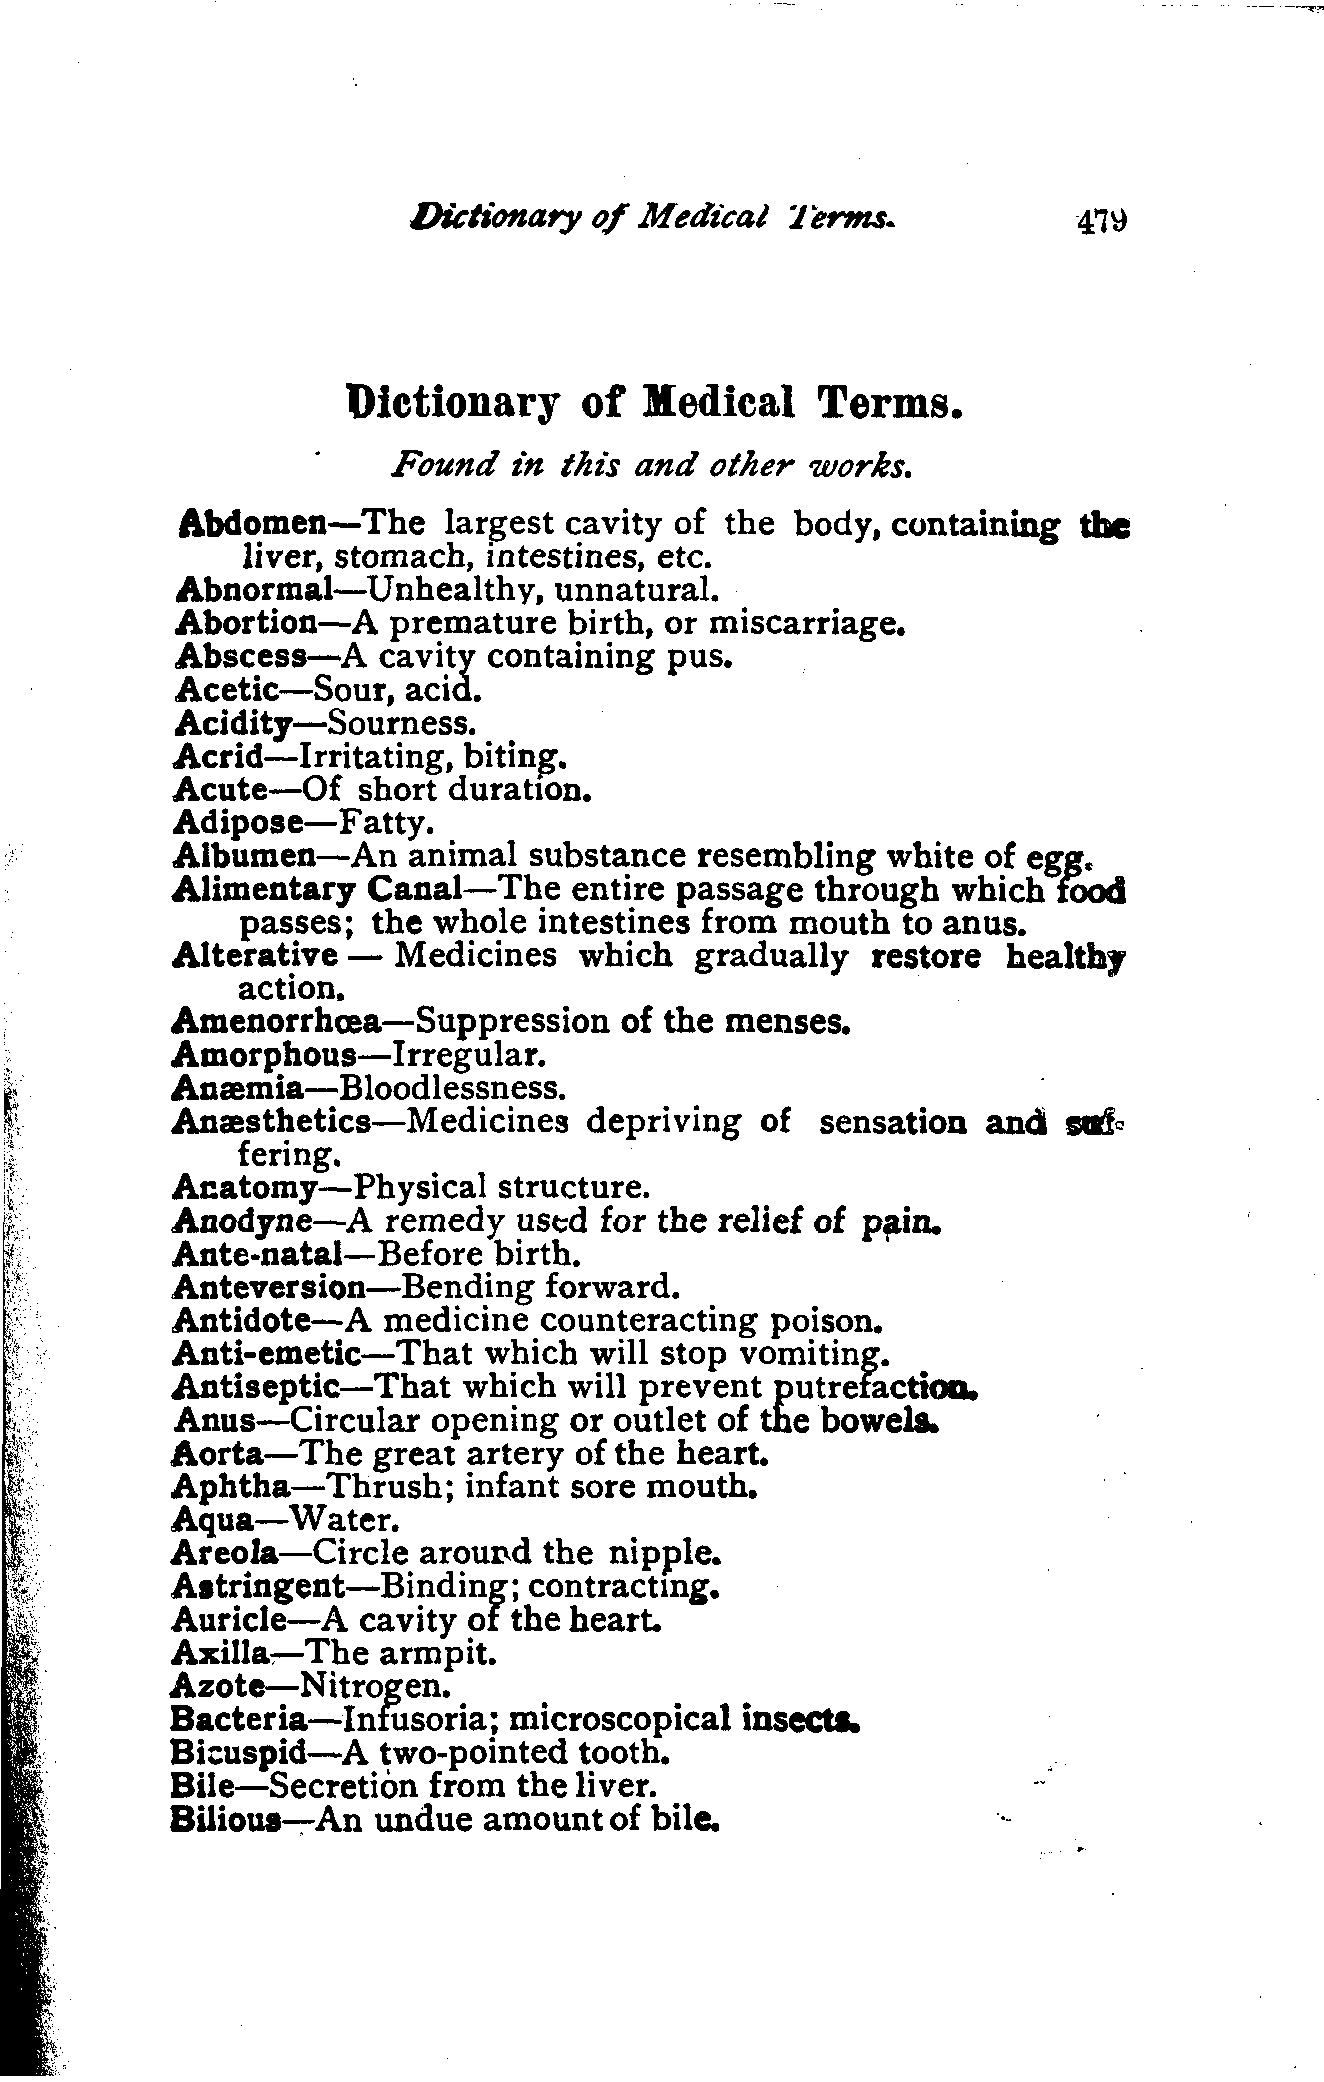 Dictionary of Medical Terms. 479
Dictionary of Medical Terms.
Found in this and other works.
Abdomen—The largest cavity of the body, containing the
liver, stomach, intestines, etc.
Abnormal—Unhealthy, unnatural.
Abortion—A premature birth, or miscarriage.
Abscess—A cavity containing pus.
Acetic—Sour, acid.
Acidity—Sourness.
Acrid—Irritating, biting.
Acute—Of short duration.
Adipose—Fatty.
Albumen—An animal substance resembling white of egg.
Alimentary Canal—The entire passage through which food
passes; the whole intestines from mouth to anus.
Alterative — Medicines which gradually restore healthy
action.
Amenorrhœa—Suppression of the menses.
Amorphous—Irregular.
Anæmia—Bloodlessness.
Anæsthetics—Medicines depriving of sensation and suf-
fering.
Anatomy—Physical structure.
Anodyne—A remedy used for the relief of pain.
Ante-natal—Before birth.
Anteversion—Bending forward.
Antidote—A medicine counteracting poison.
Anti-emetic—That which will stop vomiting.
Antiseptic—That which will prevent putrefaction.
Anus—Circular opening or outlet of the bowels.
Aorta—The great artery of the heart.
Aphtha—Thrush; infant sore mouth.
Aqua—Water.
Areola—Circle around the nipple.
Astringent—Binding; contracting.
Auricle—A cavity of the heart.
Axilla—The armpit.
Azote—Nitrogen.
Bacteria—Infusoria; microscopical insects.
Bicuspid—A two-pointed tooth.
Bile—Secretion from the liver.
Bilious—An undue amount of bile.